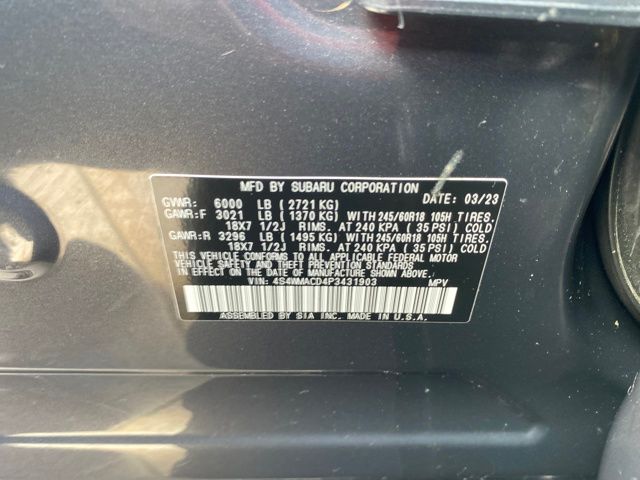 MFD BY SUBARU CORPORATION DATE: 03/23
GVWR: 6000 LB (2721 KG)
GAWR:F 3021 LB (1370 KG) WITH 245/60R18 105H TIRES.
18X7 1/2J RIMS. AT 240 KPA (35 PSI) COLD
GAWR:R 3296 LB (1495 KG) WITH 245/60R18 105H TIRES.
18X7 1/2J RIMS. AT 240 KPA (35 PSI) COLD
THIS VEHICLE CONFORMS TO ALL APPLICABLE FEDERAL MOTOR
VEHICLE SAFETY AND THEFT PREVENTION STANDARDS
IN EFFECT ON THE DATE OF MANUFACTURE SHOWN ABOVE.
VIN: 4S4WMACD4P3431903 MPV
ASSEMBLED BY SIA INC. MADE IN U.S.A.